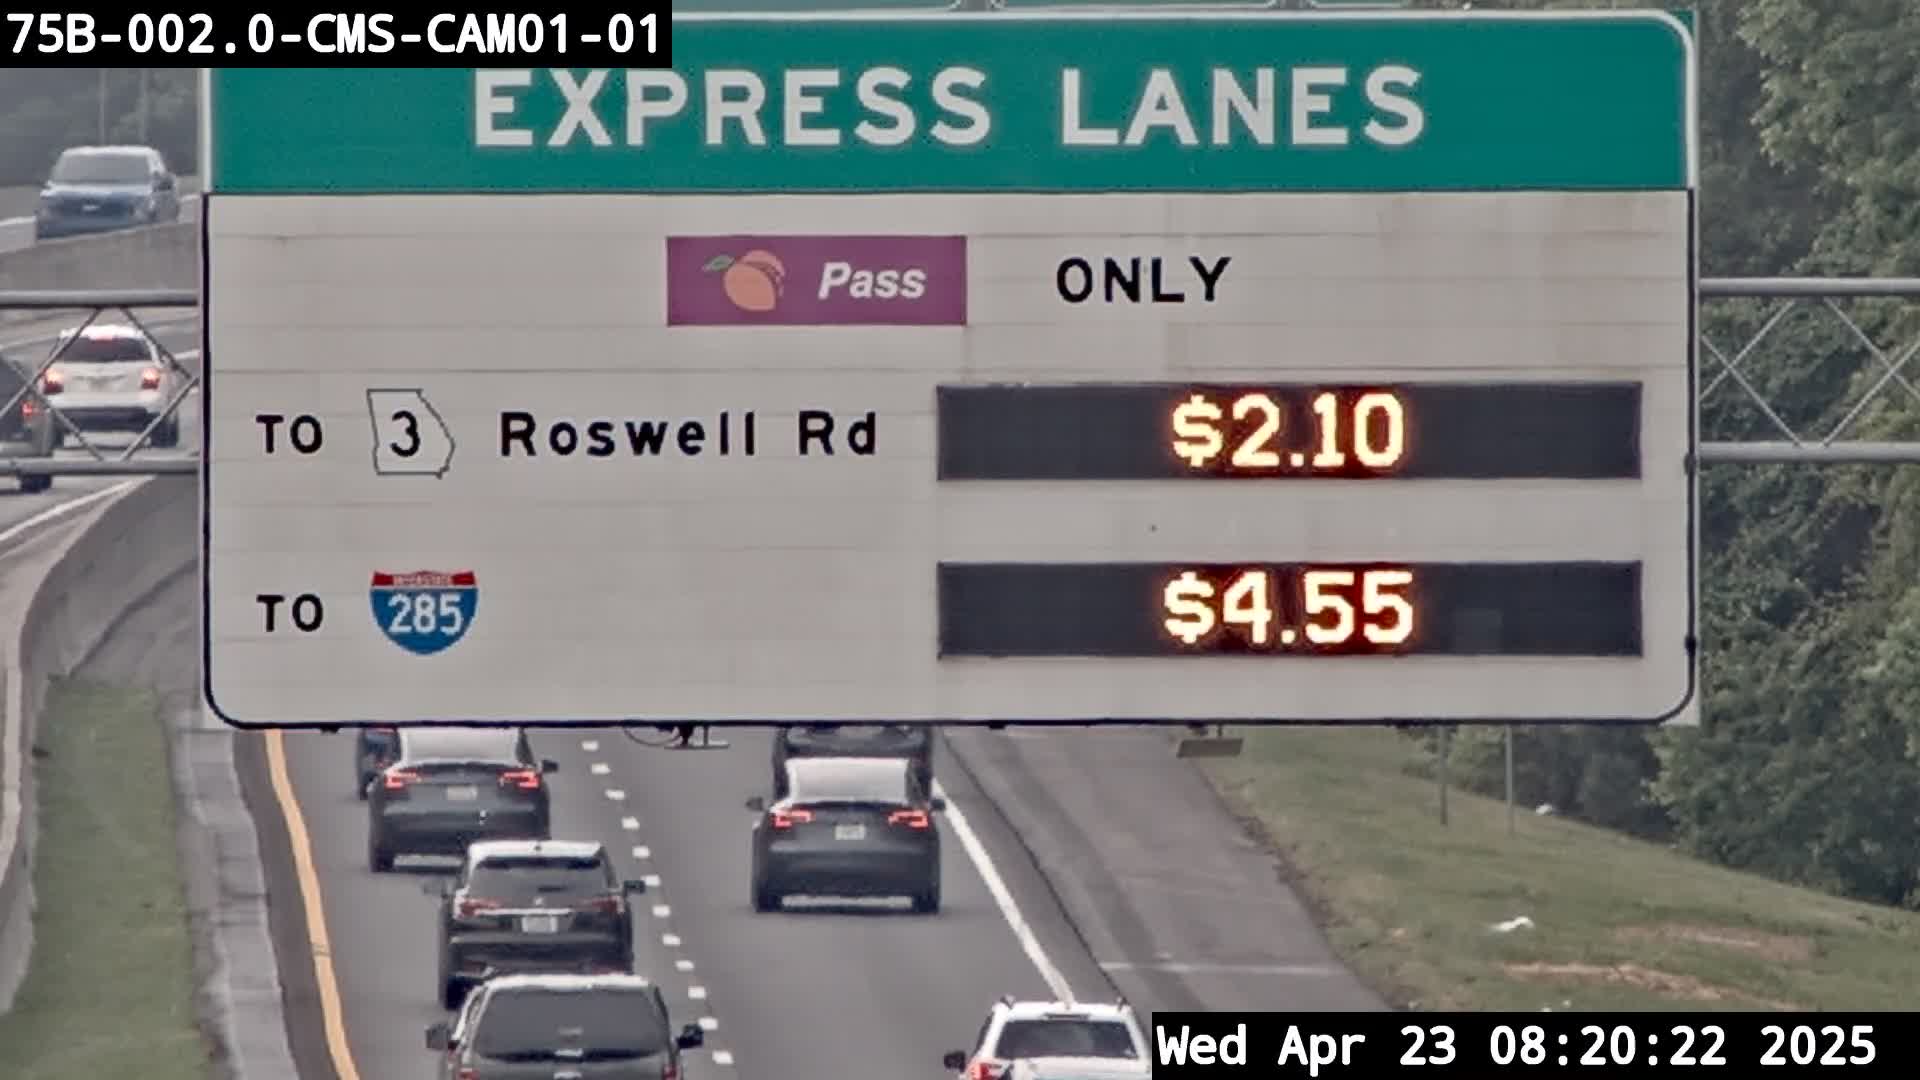 75B-002.0-CMS-CAM01-01
EXPRESS LANES
Pass ONLY
TO 3 Roswell Rd $2.10
TO INTERSTATE 285 $4.55
Wed Apr 23 08:20:22 2025